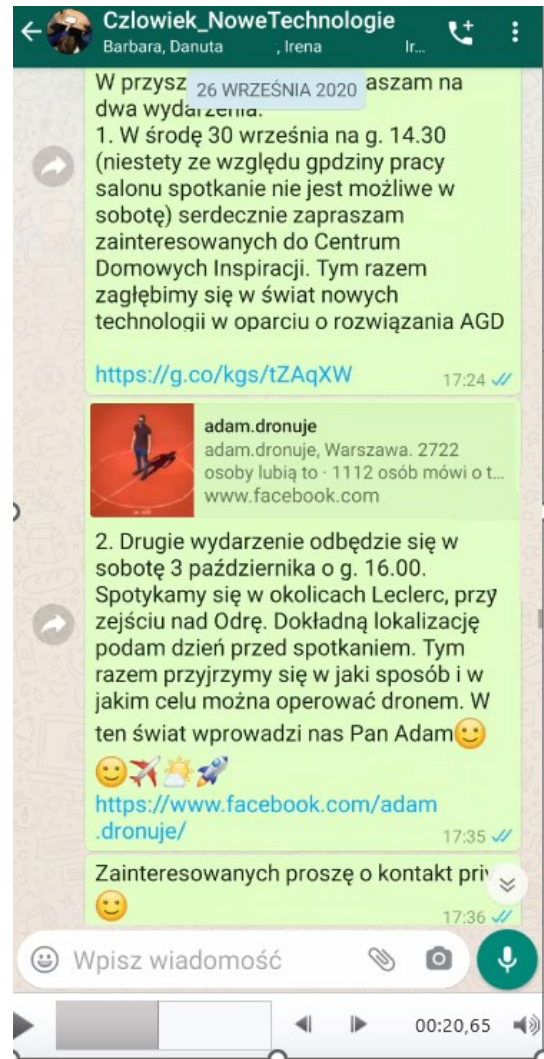 Czlowiek_NoweTechnologie
Barbara, Danuta , Irena Ir...
26 WRZEŚNIA 2020
W przysz aszam na
dwa wydarzenia.
1. W środę 30 września na g. 14.30
(niestety ze względu gpdziny pracy
salonu spotkanie nie jest możliwe w
sobotę) serdecznie zapraszam
zainteresowanych do Centrum
Domowych Inspiracji. Tym razem
zagłębimy się w świat nowych
technologii w oparciu o rozwiązania AGD
https://g.co/kgs/tZAqXW
17:24
adam.dronuje
adam.dronuje, Warszawa. 2722
osoby lubią to · 1112 osób mówi o t...
www.facebook.com
2. Drugie wydarzenie odbędzie się w
sobotę 3 października o g. 16.00.
Spotykamy się w okolicach Leclerc, przy
zejściu nad Odrę. Dokładną lokalizację
podam dzień przed spotkaniem. Tym
razem przyjrzymy się w jaki sposób i w
jakim celu można operować dronem. W
ten świat wprowadzi nas Pan Adam🙂
🙂✈️🌤️🚀
https://www.facebook.com/adam
.dronuje/
17:35
Zainteresowanych proszę o kontakt priv
🙂
17:36
Wpisz wiadomość
00:20,65